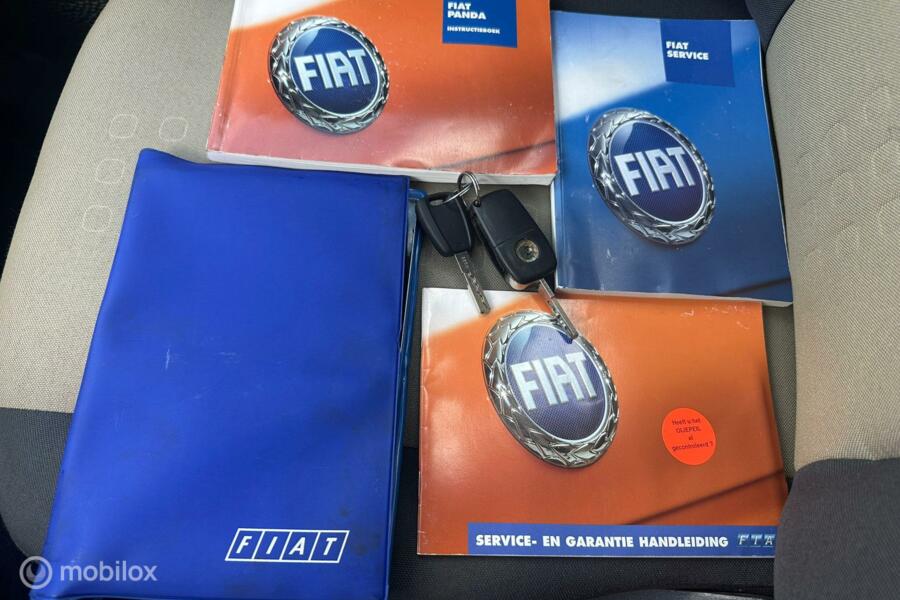 FIAT
PANDA
INSTRUCTIEBOEK
FIAT
FIAT
SERVICE
FIAT
FIAT
Heeft u het
OLIEPEIL
al
gecontroleerd ?
SERVICE- EN GARANTIE HANDLEIDING FIA
FIAT
mobilox